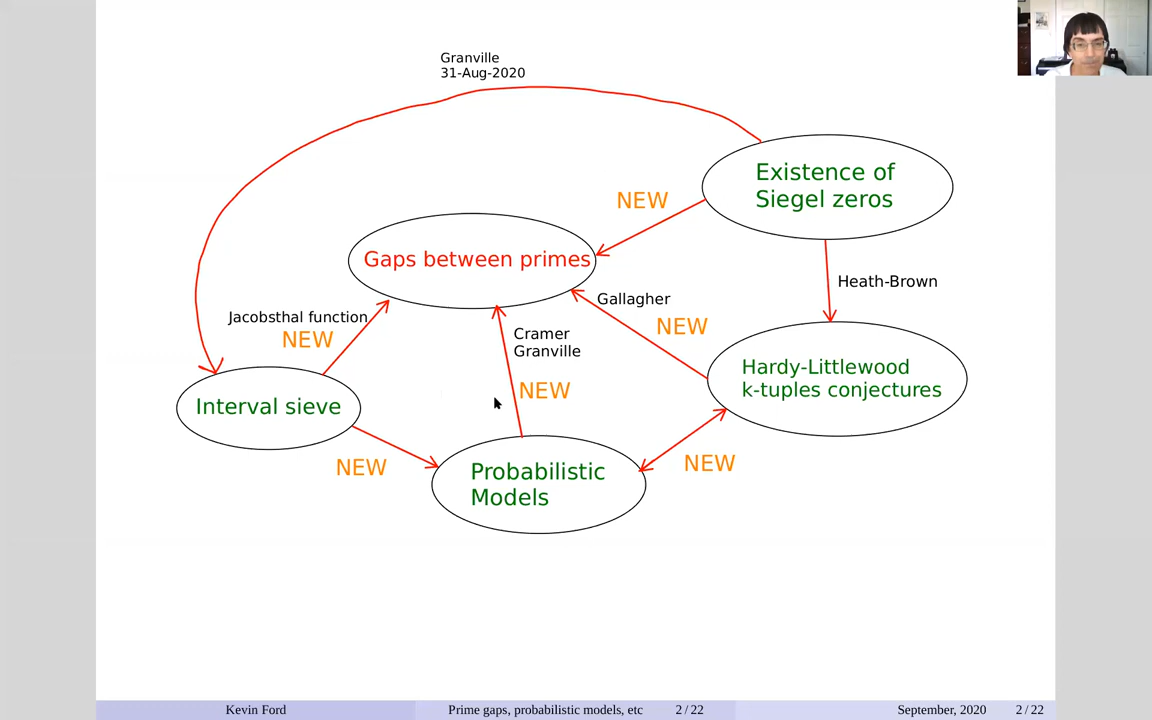 Granville
31-Aug-2020
Existence of
Siegel zeros
NEW
Gaps between primes
Heath-Brown
Gallagher
Jacobsthal function
NEW
Cramer
Granville
NEW
Hardy-Littlewood
k-tuples conjectures
NEW
Interval sieve
NEW
Probabilistic
Models
NEW
Kevin Ford
Prime gaps, probabilistic models, etc
2 / 22
September, 2020
2 / 22